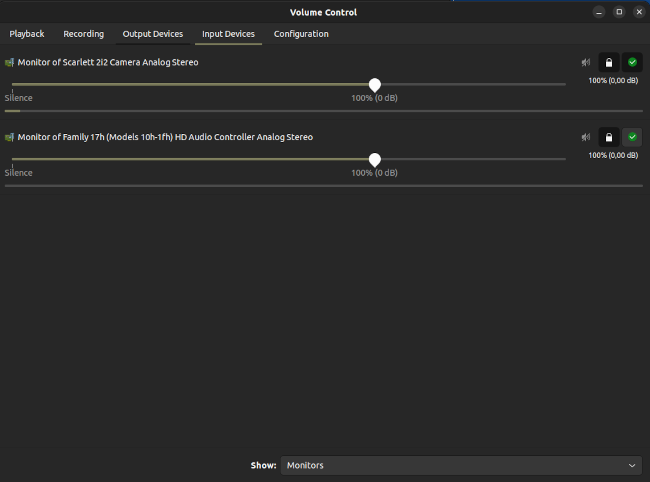 Volume Control
Playback Recording Output Devices Input Devices Configuration
Monitor of Scarlett 2i2 Camera Analog Stereo
100% (0,00 dB)
Silence 100% (0 dB)
Monitor of Family 17h (Models 10h-1fh) HD Audio Controller Analog Stereo
100% (0,00 dB)
Silence 100% (0 dB)
Show: Monitors